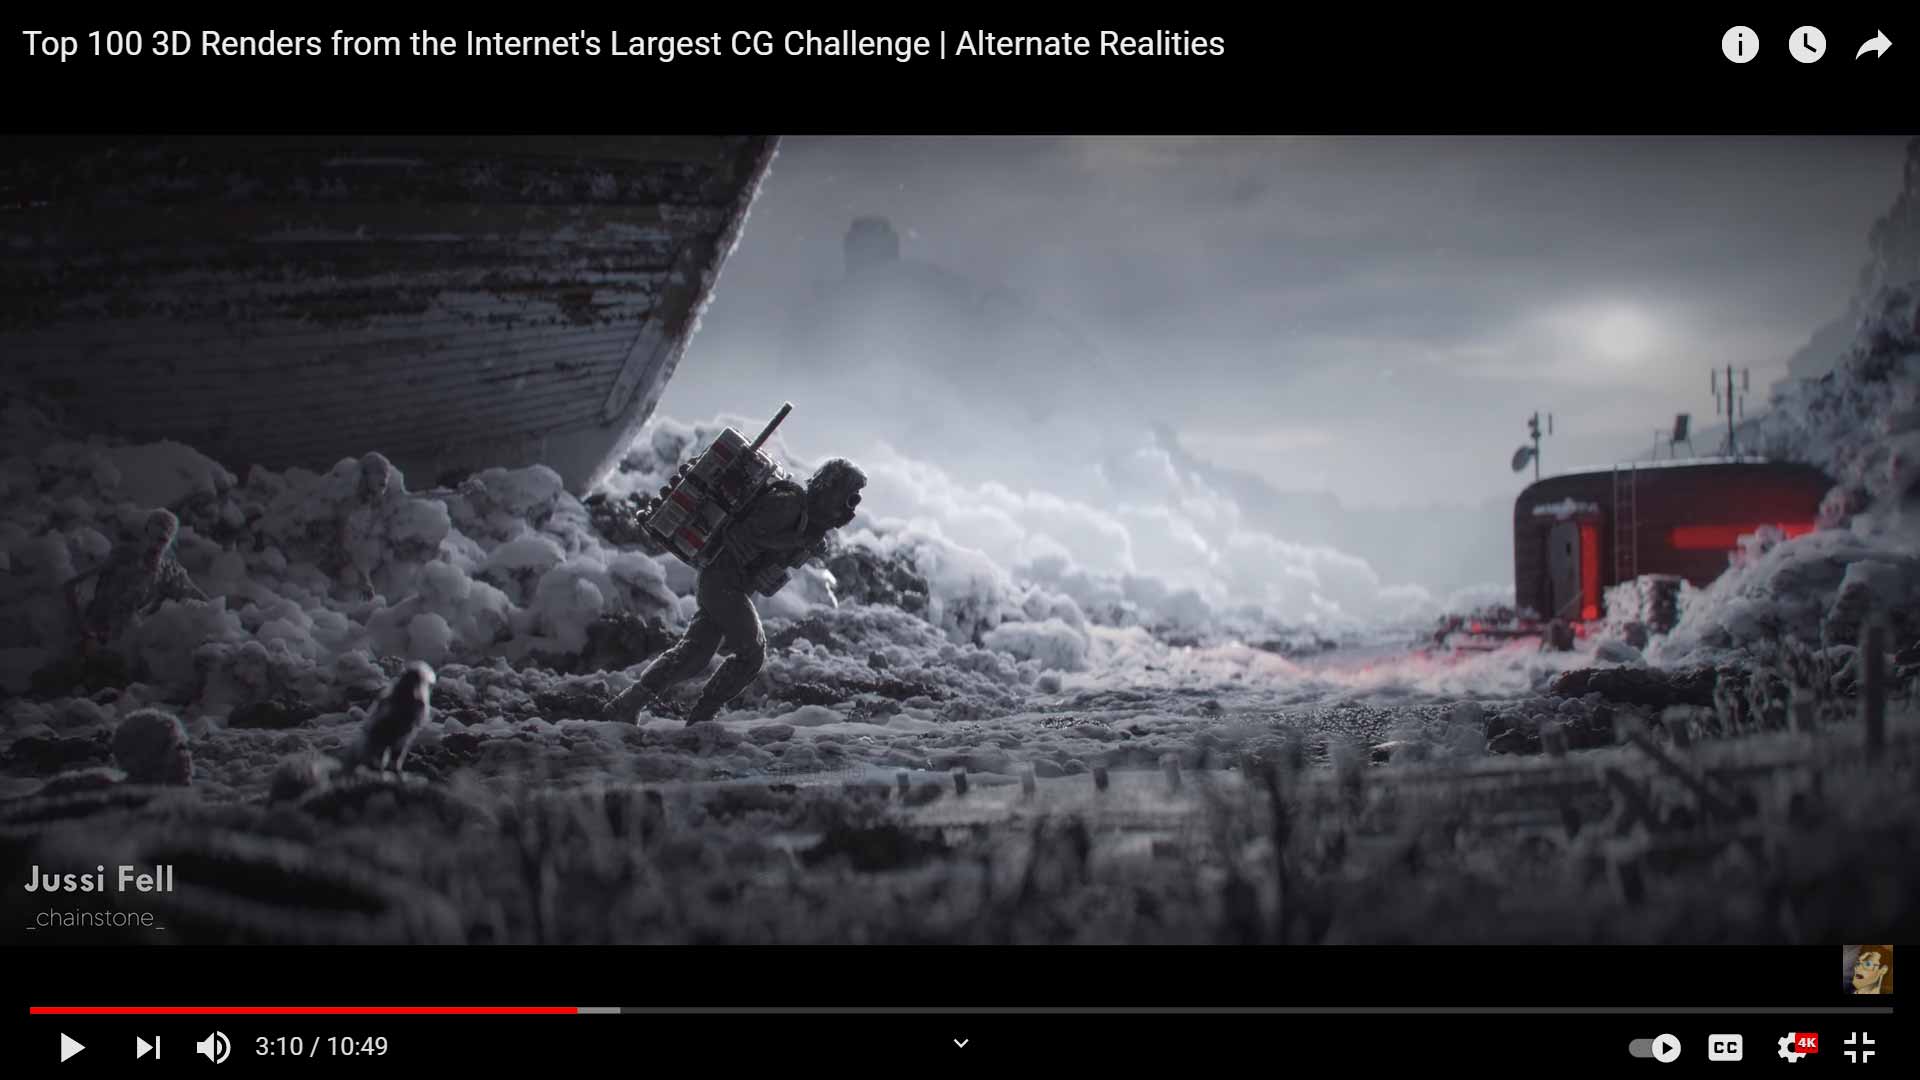 Top 100 3D Renders from the Internet's Largest CG Challenge | Alternate Realities
Jussi Fell
_chainstone_
3:10 / 10:49
CC
4K